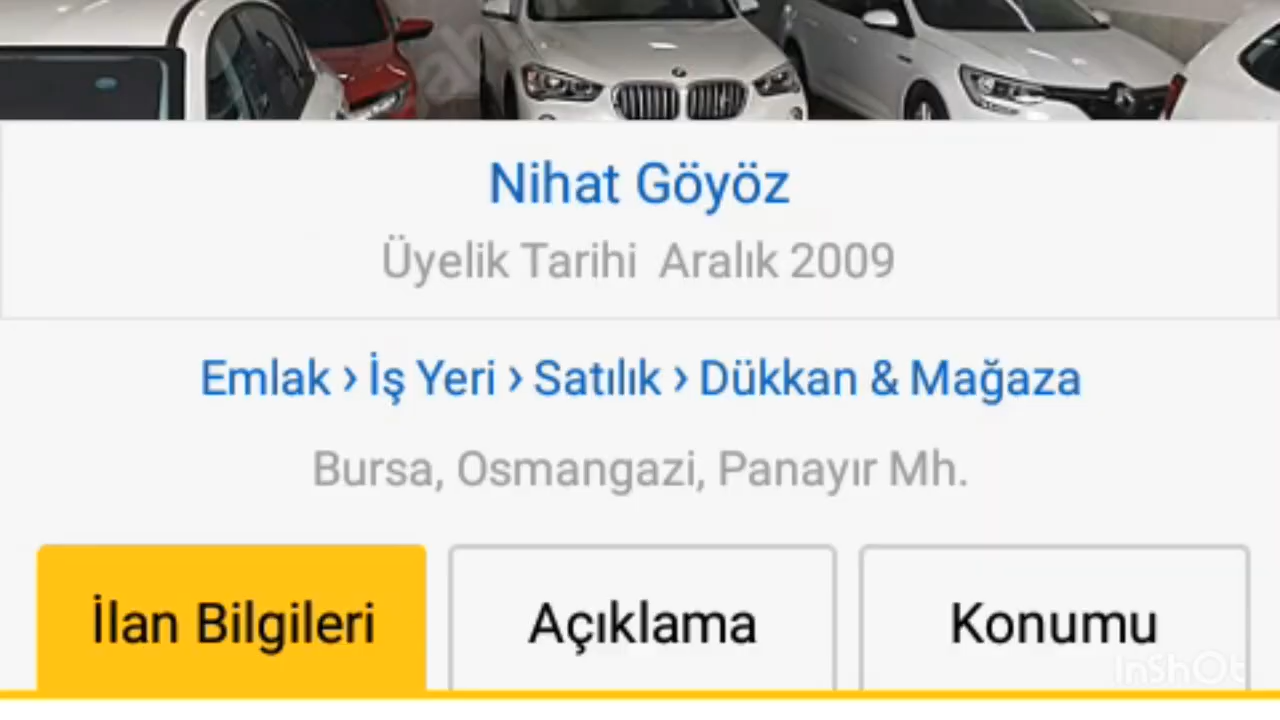 Nihat Göyöz
Üyelik Tarihi Aralık 2009
Emlak › İş Yeri › Satılık › Dükkan & Mağaza
Bursa, Osmangazi, Panayır Mh.
İlan Bilgileri
Açıklama
Konumu
InShOt